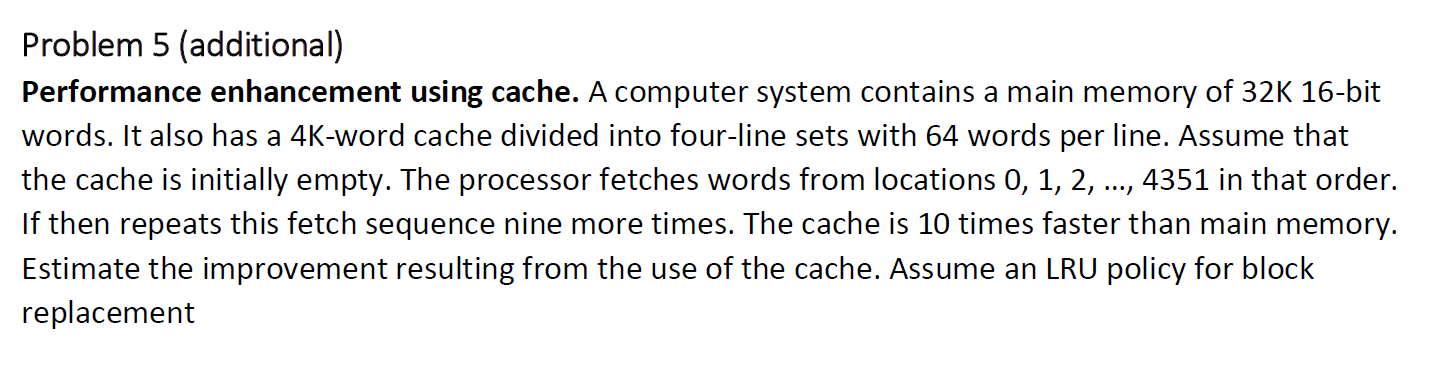 Problem 5 (additional)
Performance enhancement using cache. A computer system contains a main memory of 32K 16-bit
words. It also has a 4K-word cache divided into four-line sets with 64 words per line. Assume that
the cache is initially empty. The processor fetches words from locations 0, 1, 2, ..., 4351 in that order.
If then repeats this fetch sequence nine more times. The cache is 10 times faster than main memory.
Estimate the improvement resulting from the use of the cache. Assume an LRU policy for block
replacement